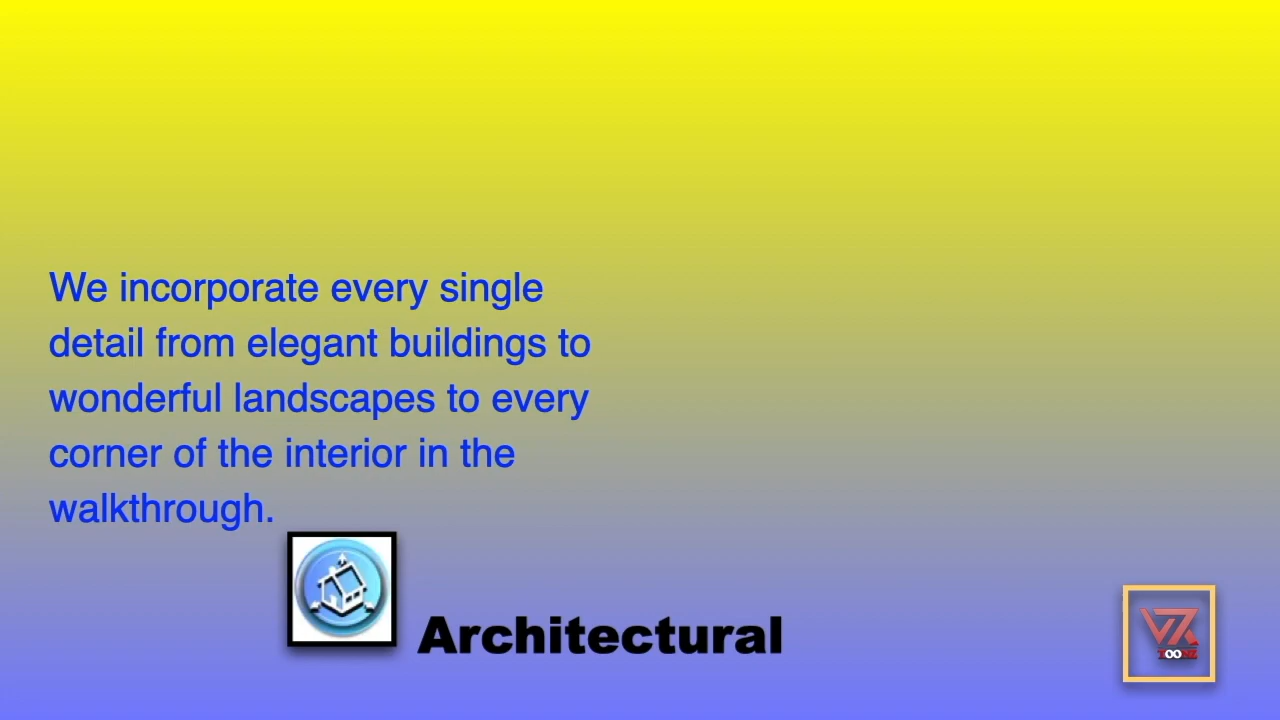 We incorporate every single
detail from elegant buildings to
wonderful landscapes to every
corner of the interior in the
walkthrough.
Architectural
TOONZ